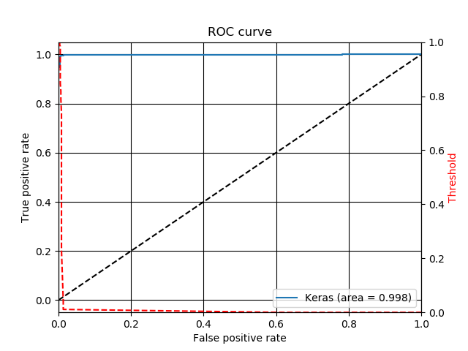 ROC curve
1.0
0.8
0.6
0.4
0.2
0.0
True positive rate
1.0
0.8
0.6
0.4
0.2
0.0
Threshold
Keras (area = 0.998)
0.0 0.2 0.4 0.6 0.8 1.0
False positive rate